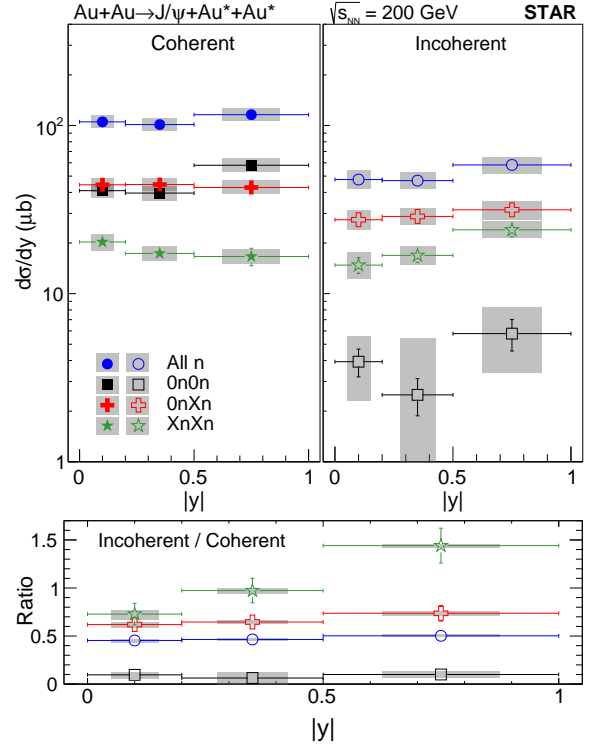 Au+Au→J/ψ+Au*+Au* √s_NN = 200 GeV STAR
Coherent Incoherent
dσ/dy (μb)
10²
10
1
All n
0n0n
0nXn
XnXn
0 0.5 1 0 0.5 1
|y| |y|
Incoherent / Coherent
Ratio
1.5
1
0.5
0
0 0.5 1
|y|